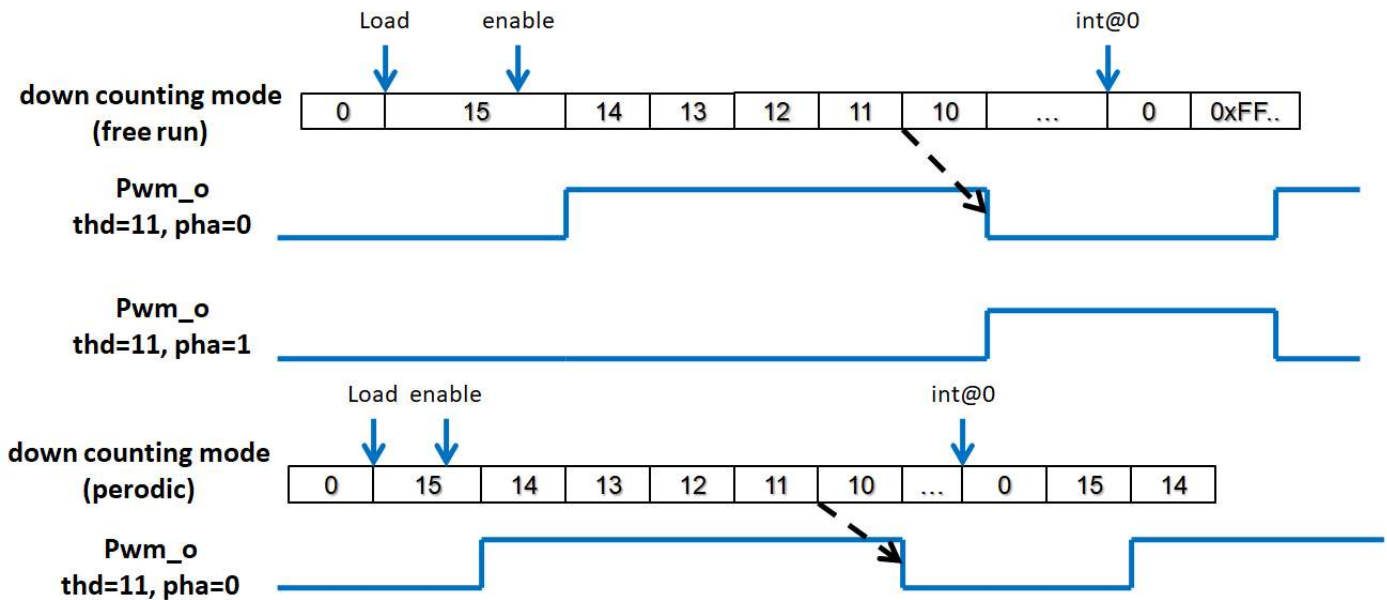 Load enable int@0
down counting mode
(free run)
0 15 14 13 12 11 10 ... 0 0xFF..
Pwm_o
thd=11, pha=0
Pwm_o
thd=11, pha=1
Load enable int@0
down counting mode
(perodic)
0 15 14 13 12 11 10 ... 0 15 14
Pwm_o
thd=11, pha=0